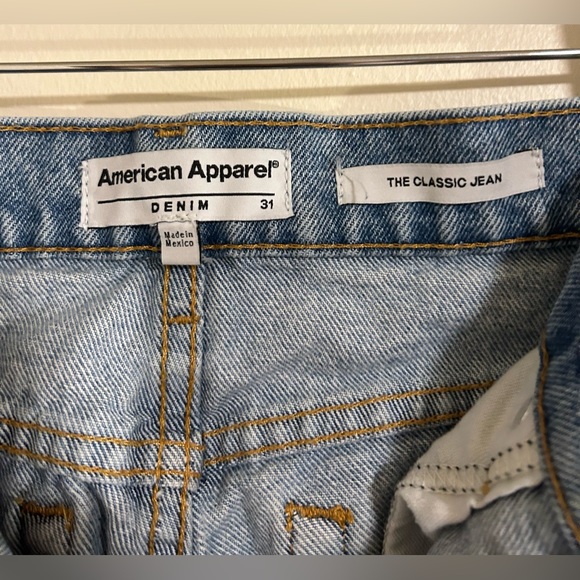 American Apparel®
DENIM 31
THE CLASSIC JEAN
Made in
Mexico